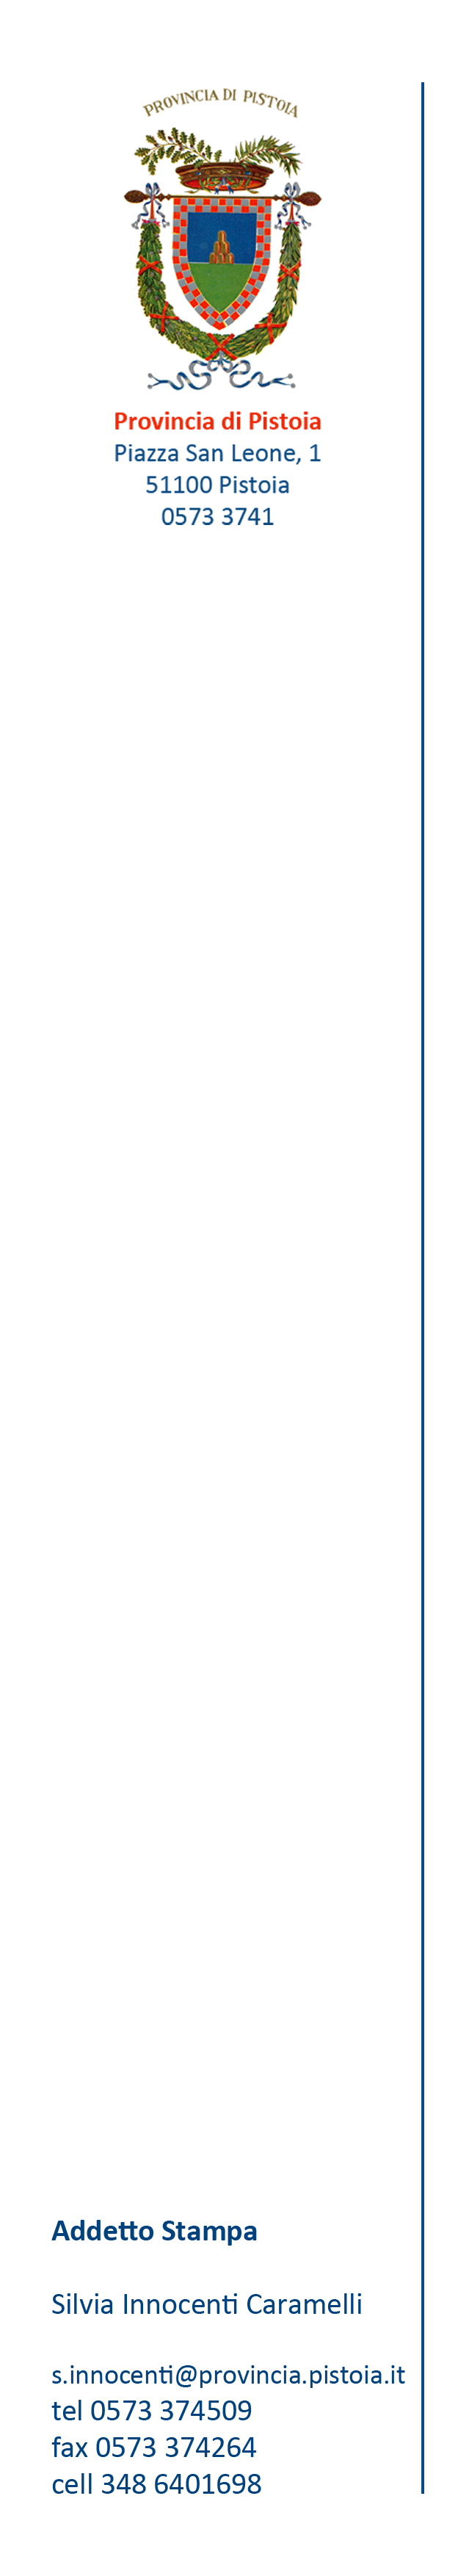 PROVINCIA DI PISTOIA
Provincia di Pistoia
Piazza San Leone, 1
51100 Pistoia
0573 3741
Addetto Stampa
Silvia Innocenti Caramelli
s.innocenti@provincia.pistoia.it
tel 0573 374509
fax 0573 374264
cell 348 6401698